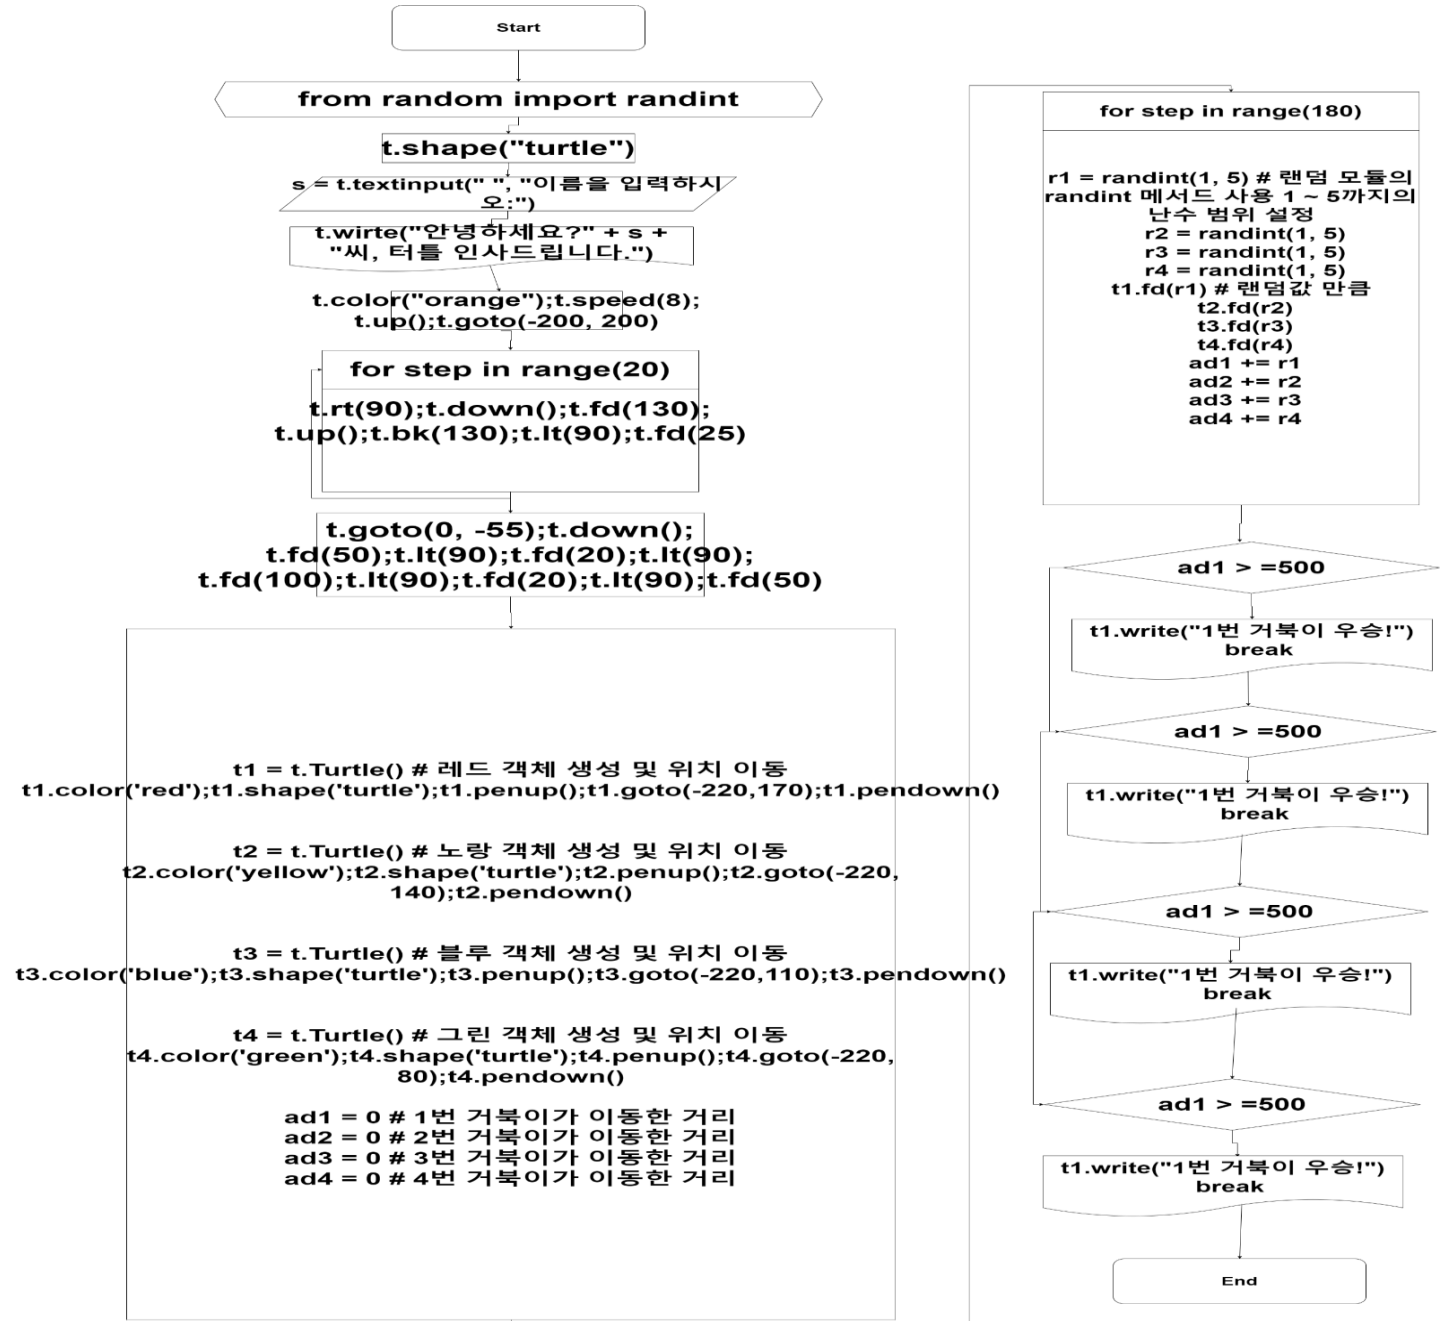 Start
from random import randint
t.shape("turtle")
s = t.textinput(" ", "이름을 입력하시
오:")
t.wirte("안녕하세요?" + s +
"씨, 터틀 인사드립니다.")
t.color("orange");t.speed(8);
t.up();t.goto(-200, 200)
for step in range(20)
t.rt(90);t.down();t.fd(130);
t.up();t.bk(130);t.lt(90);t.fd(25)
t.goto(0, -55);t.down();
t.fd(50);t.lt(90);t.fd(20);t.lt(90);
t.fd(100);t.lt(90);t.fd(20);t.lt(90);t.fd(50)
t1 = t.Turtle() # 레드 객체 생성 및 위치 이동
t1.color('red');t1.shape('turtle');t1.penup();t1.goto(-220,170);t1.pendown()
t2 = t.Turtle() # 노랑 객체 생성 및 위치 이동
t2.color('yellow');t2.shape('turtle');t2.penup();t2.goto(-220,
140);t2.pendown()
t3 = t.Turtle() # 블루 객체 생성 및 위치 이동
t3.color('blue');t3.shape('turtle');t3.penup();t3.goto(-220,110);t3.pendown()
t4 = t.Turtle() # 그린 객체 생성 및 위치 이동
t4.color('green');t4.shape('turtle');t4.penup();t4.goto(-220,
80);t4.pendown()
ad1 = 0 # 1번 거북이가 이동한 거리
ad2 = 0 # 2번 거북이가 이동한 거리
ad3 = 0 # 3번 거북이가 이동한 거리
ad4 = 0 # 4번 거북이가 이동한 거리
for step in range(180)
r1 = randint(1, 5) # 랜덤 모듈의
randint 메서드 사용 1 ~ 5까지의
난수 범위 설정
r2 = randint(1, 5)
r3 = randint(1, 5)
r4 = randint(1, 5)
t1.fd(r1) # 랜덤값 만큼
t2.fd(r2)
t3.fd(r3)
t4.fd(r4)
ad1 += r1
ad2 += r2
ad3 += r3
ad4 += r4
ad1 > =500
t1.write("1번 거북이 우승!")
break
ad1 > =500
t1.write("1번 거북이 우승!")
break
ad1 > =500
t1.write("1번 거북이 우승!")
break
ad1 > =500
t1.write("1번 거북이 우승!")
break
End